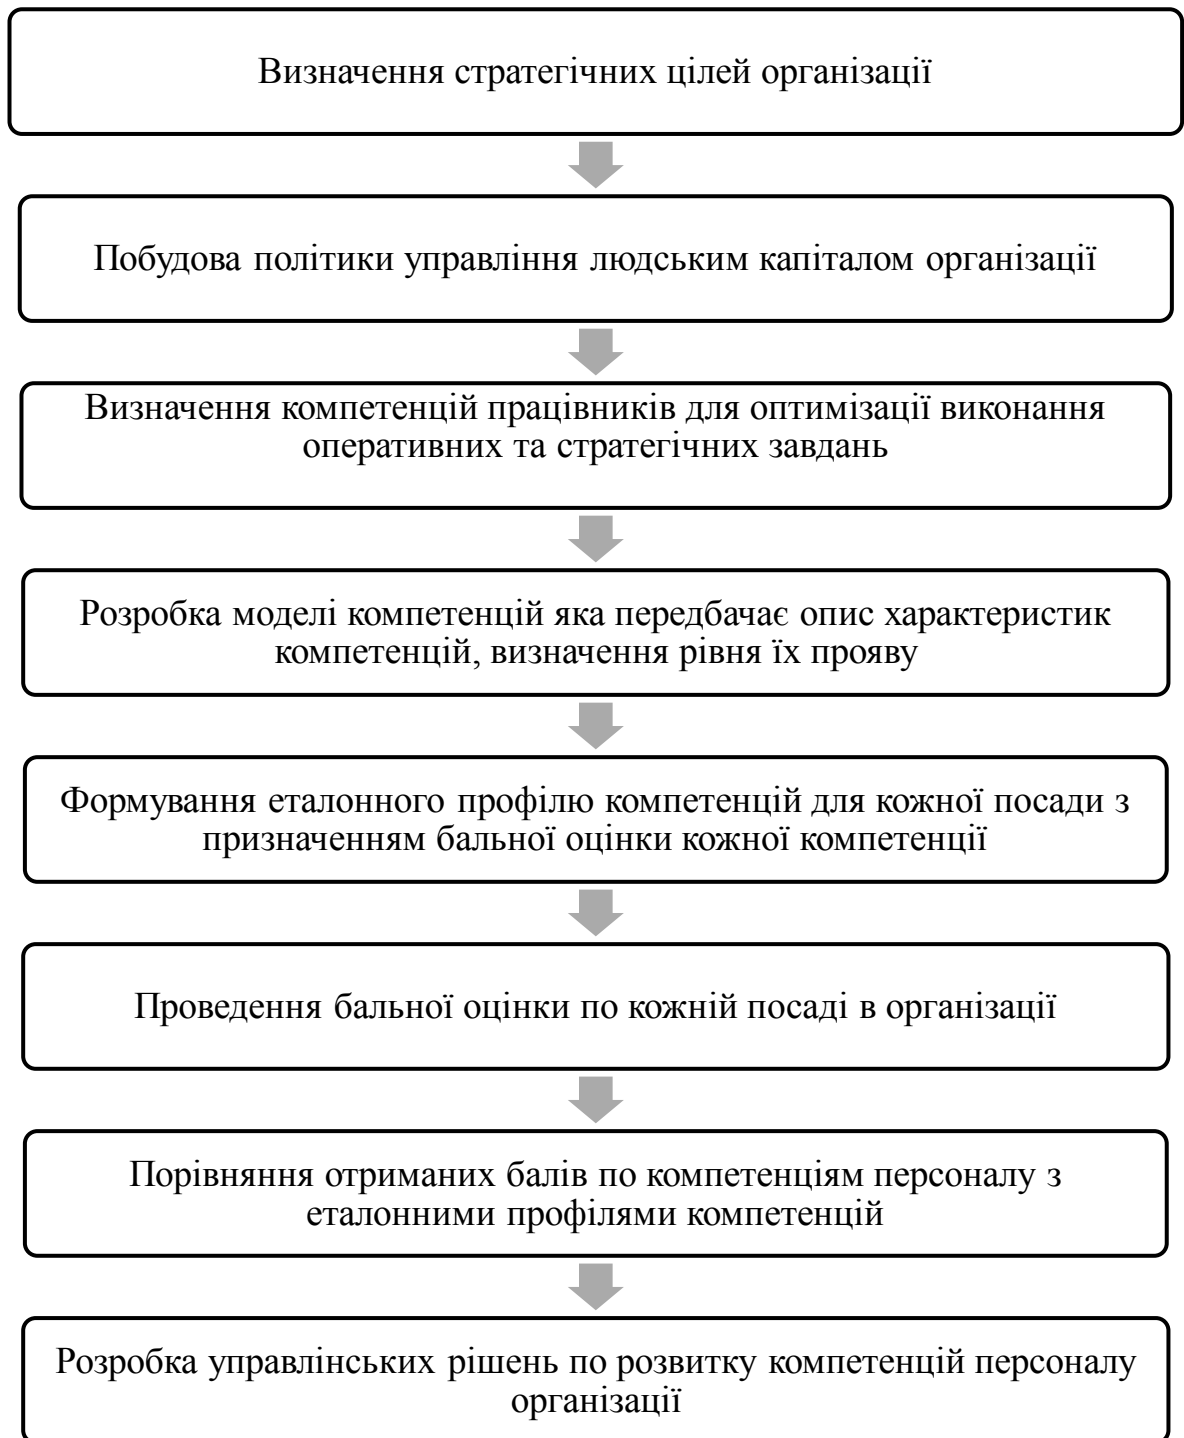 Визначення стратегічних цілей організації
Побудова політики управління людським капіталом організації
Визначення компетенцій працівників для оптимізації виконання
оперативних та стратегічних завдань
Розробка моделі компетенцій яка передбачає опис характеристик
компетенцій, визначення рівня їх прояву
Формування еталонного профілю компетенцій для кожної посади з
призначенням бальної оцінки кожної компетенції
Проведення бальної оцінки по кожній посаді в організації
Порівняння отриманих балів по компетенціям персоналу з
еталонними профілями компетенцій
Розробка управлінських рішень по розвитку компетенцій персоналу
організації